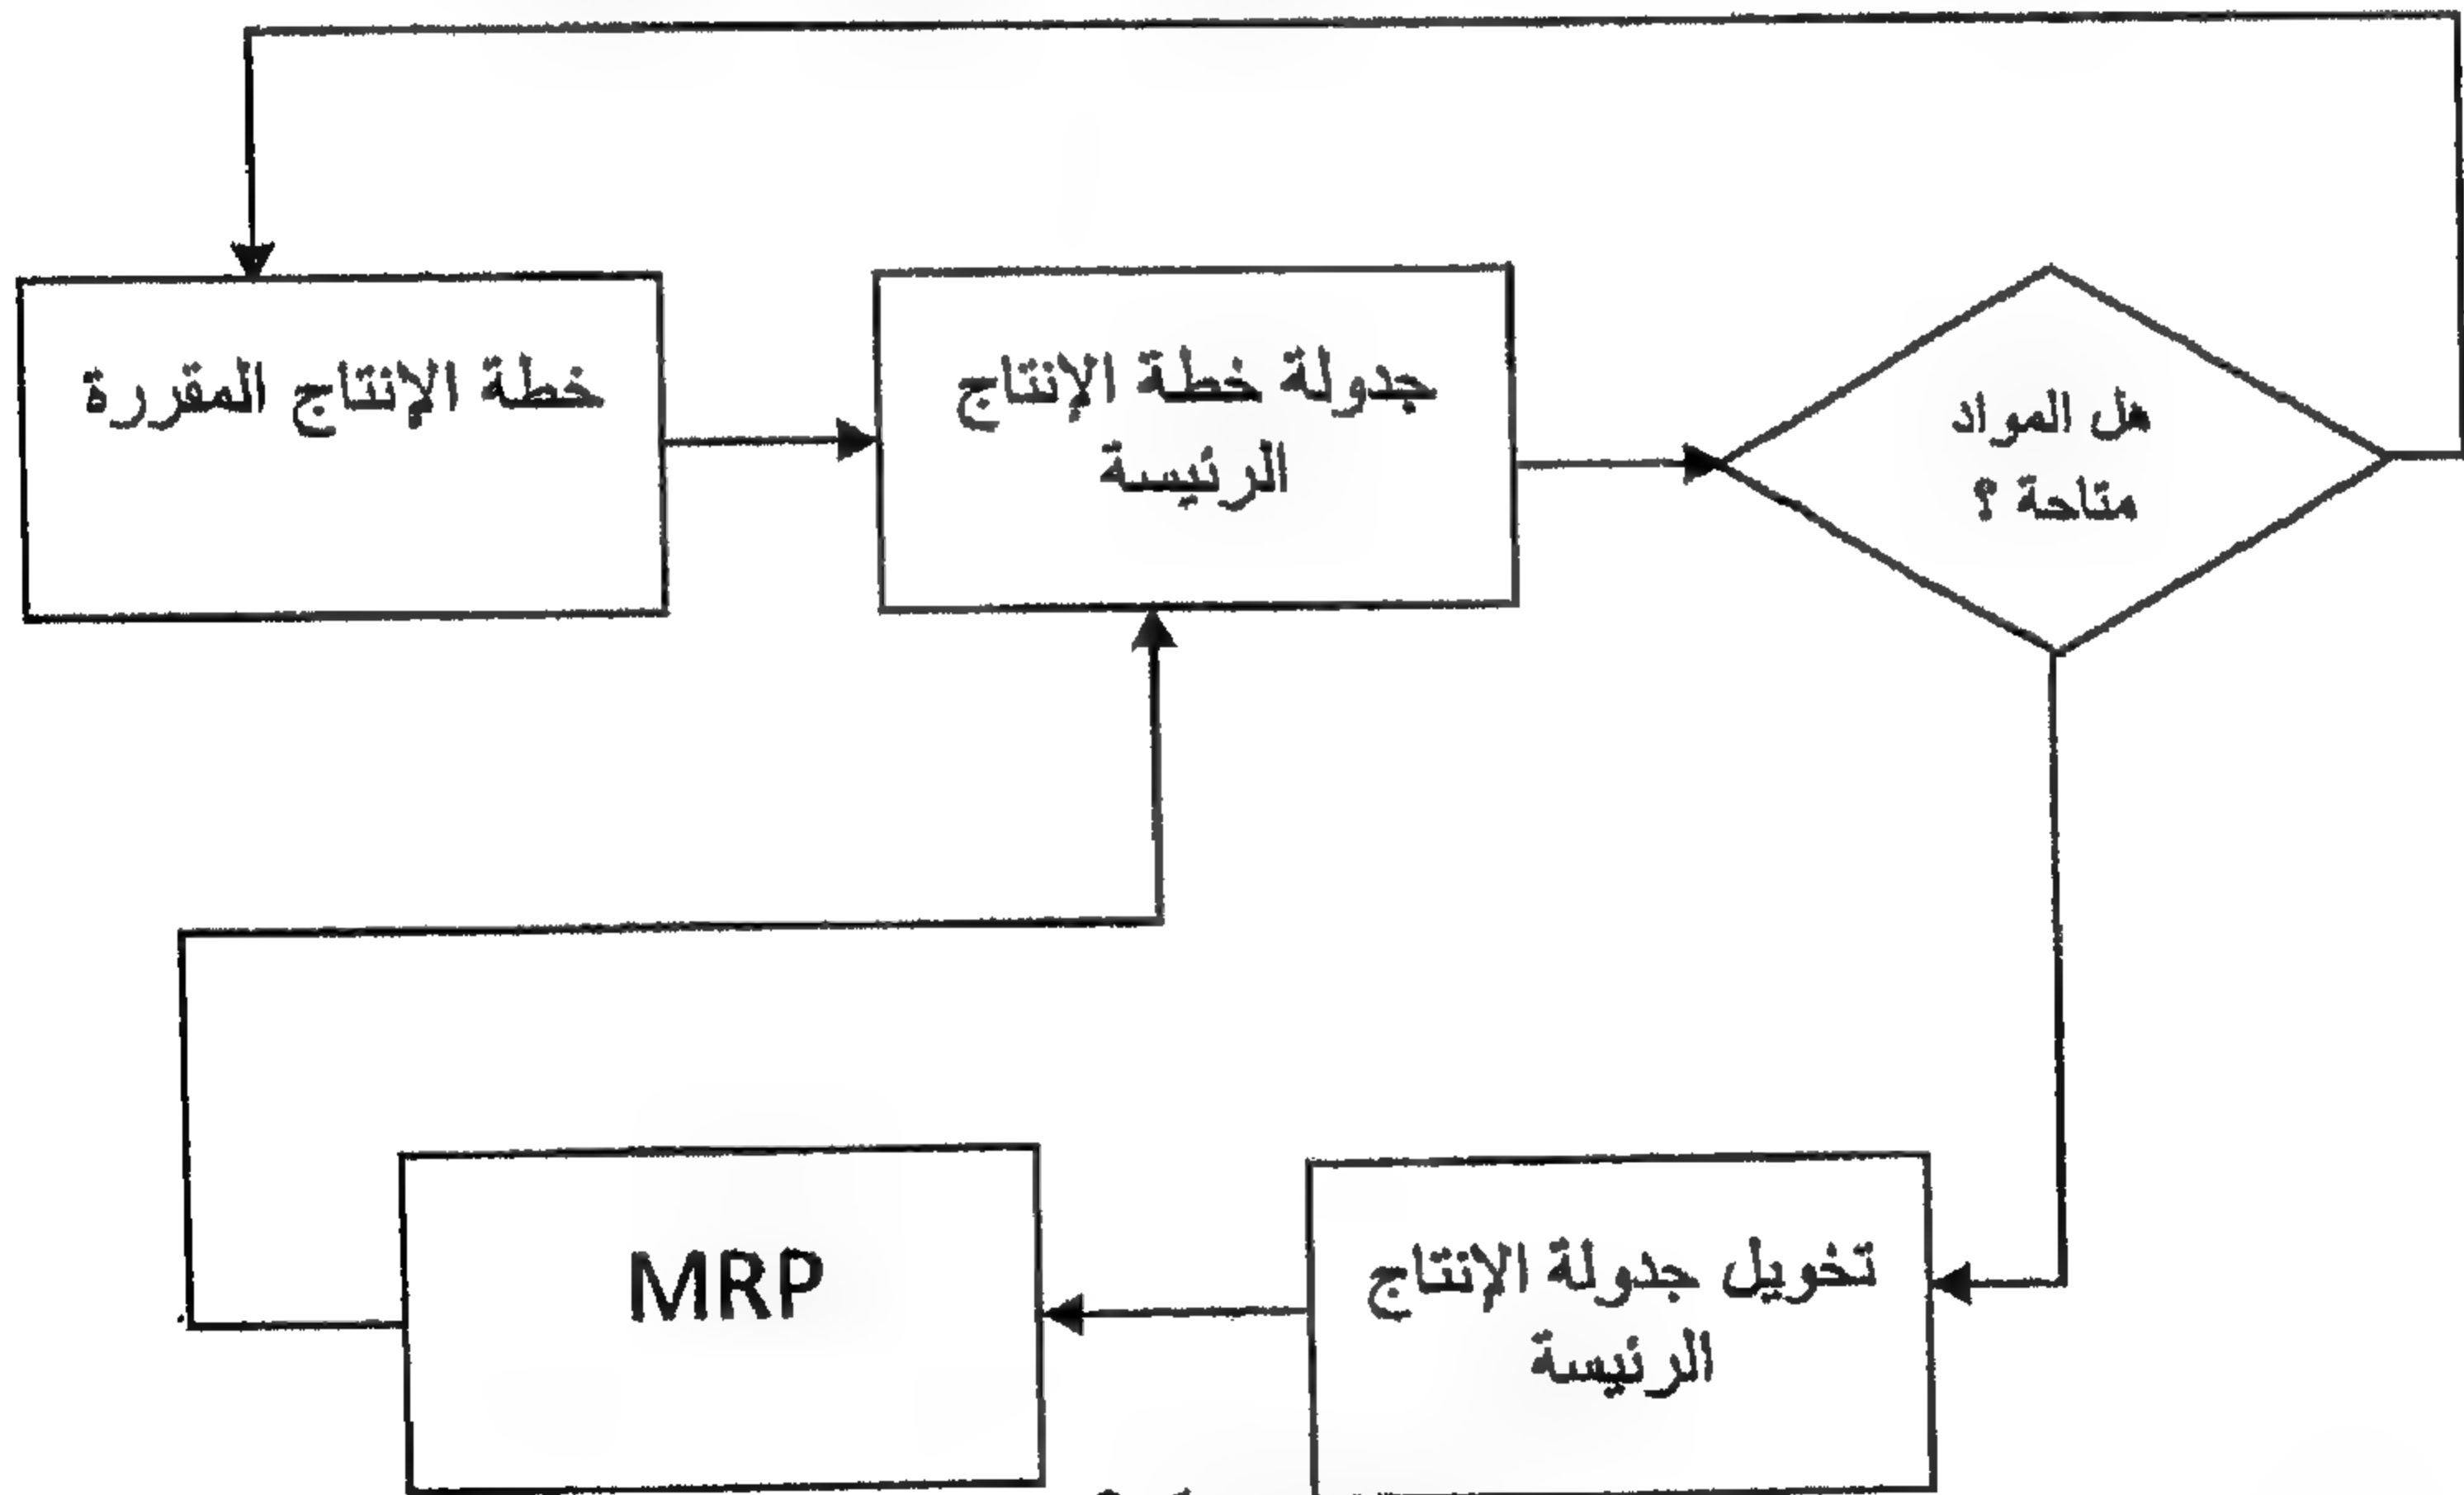 خطة الإنتاج المقررة
جدولة خطة الإنتاج
الرئيسة
هل المواد
متاحة ؟
تخويل جدولة الإنتاج
الرئيسة
MRP